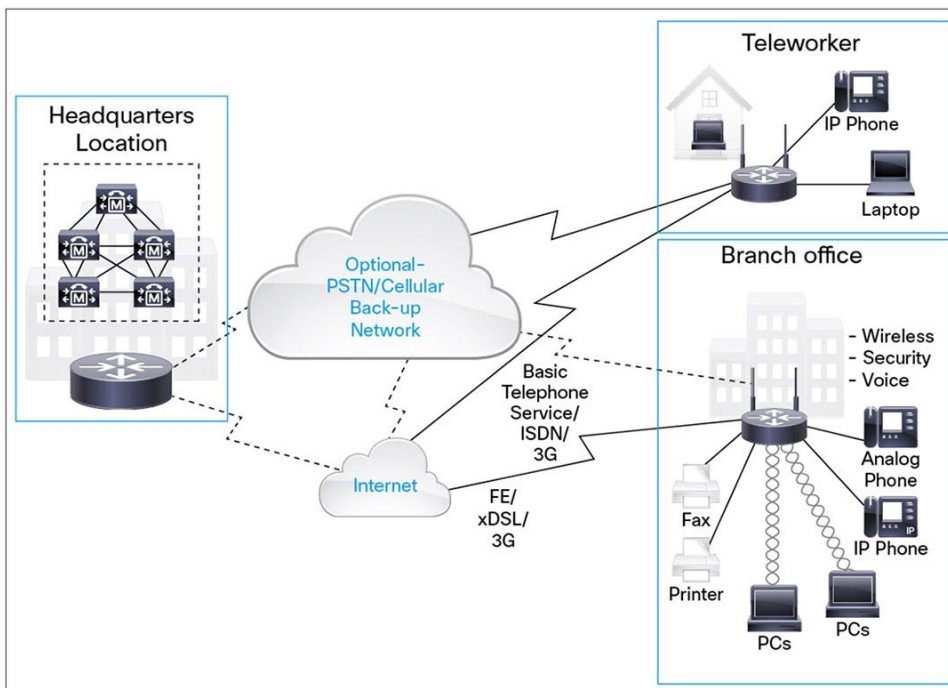 Headquarters
Location
M
M
M
M
M
Optional-
PSTN/Cellular
Back-up
Network
Internet
Basic
Telephone
Service/
ISDN/
3G
FE/
xDSL/
3G
Teleworker
IP Phone
Laptop
Branch office
Wireless
Security
Voice
Analog
Phone
Fax
IP
IP Phone
Printer
PCs
PCs